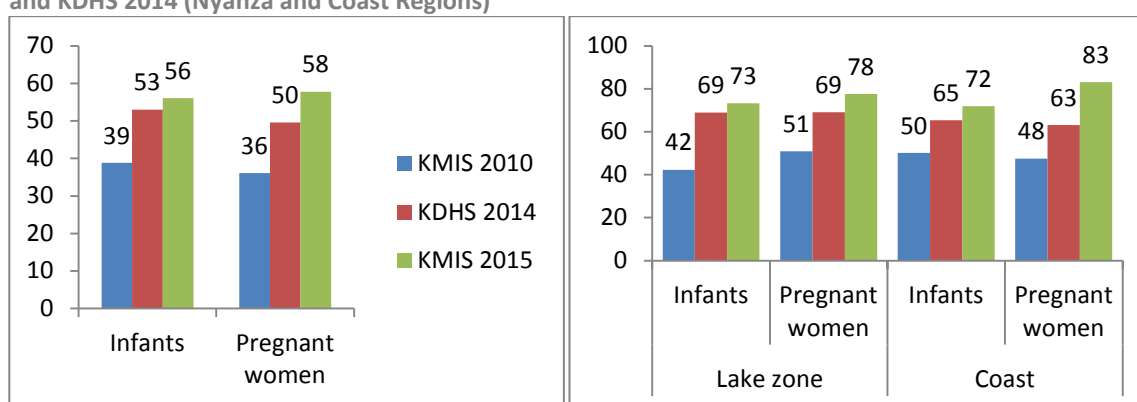 and KDHS 2014 (Nyanza and Coast Regions)
70
60
50
40
30
20
10
0
39
53
56
36
50
58
Infants
Pregnant
women
KMIS 2010
KDHS 2014
KMIS 2015
100
80
60
40
20
0
42
69
73
51
69
78
50
65
72
48
63
83
Infants
Pregnant
women
Infants
Pregnant
women
Lake zone
Coast